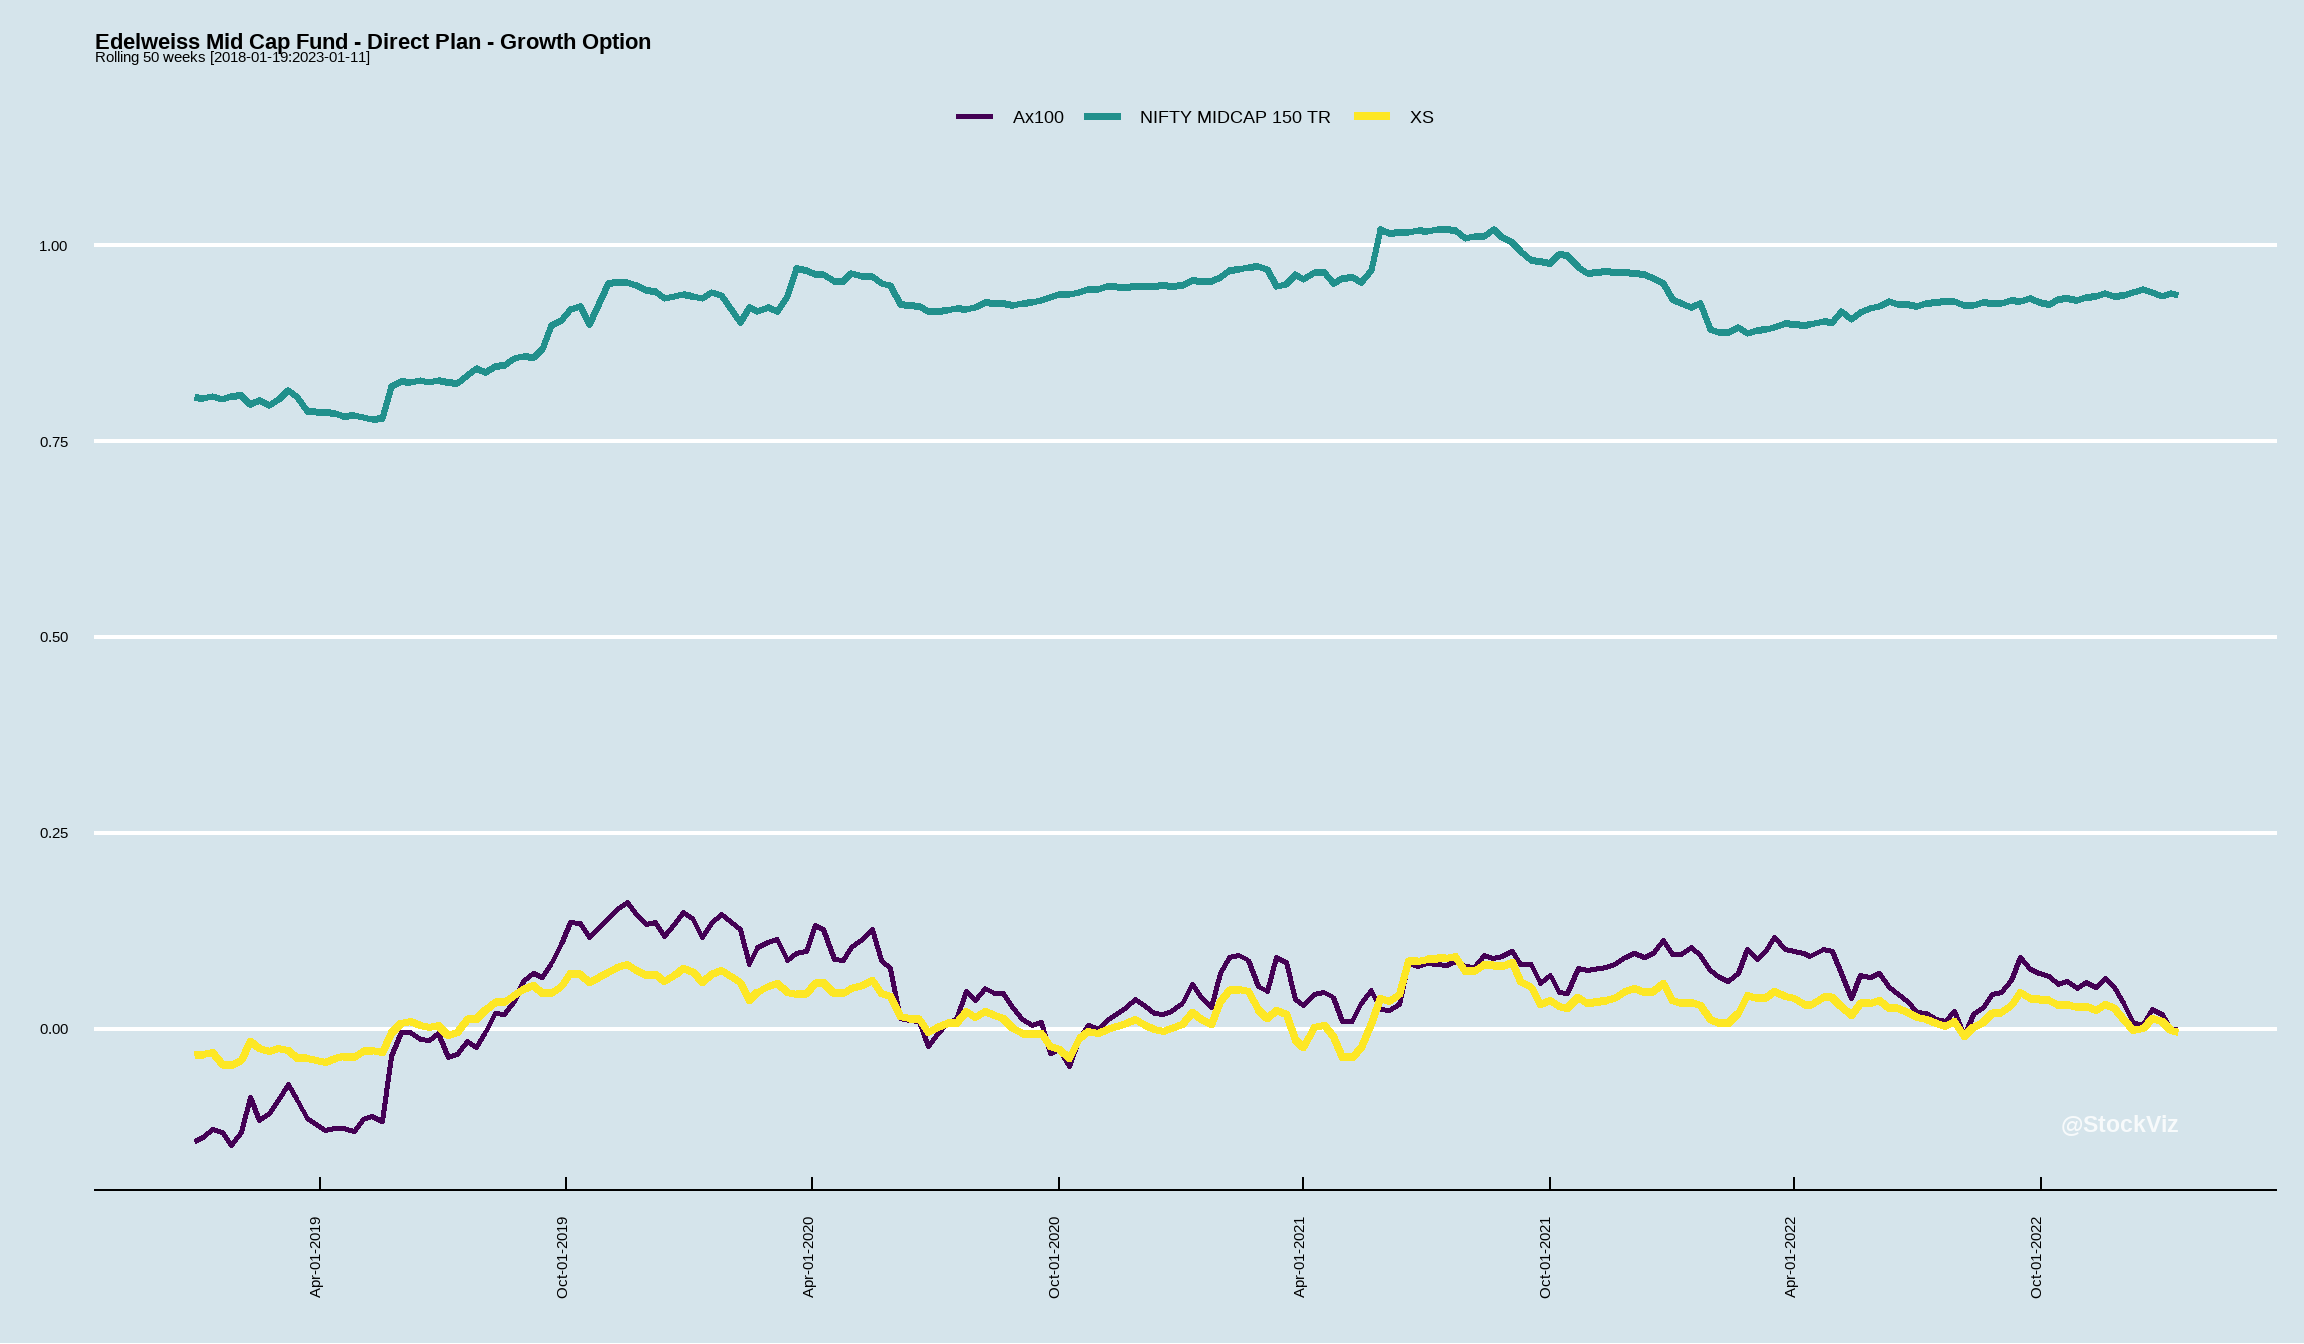 Edelweiss Mid Cap Fund - Direct Plan - Growth Option
Rolling 50 weeks [2018-01-19:2023-01-11]
Ax100 NIFTY MIDCAP 150 TR XS
1.00
0.75
0.50
0.25
0.00
@StockViz
Apr-01-2019
Oct-01-2019
Apr-01-2020
Oct-01-2020
Apr-01-2021
Oct-01-2021
Apr-01-2022
Oct-01-2022